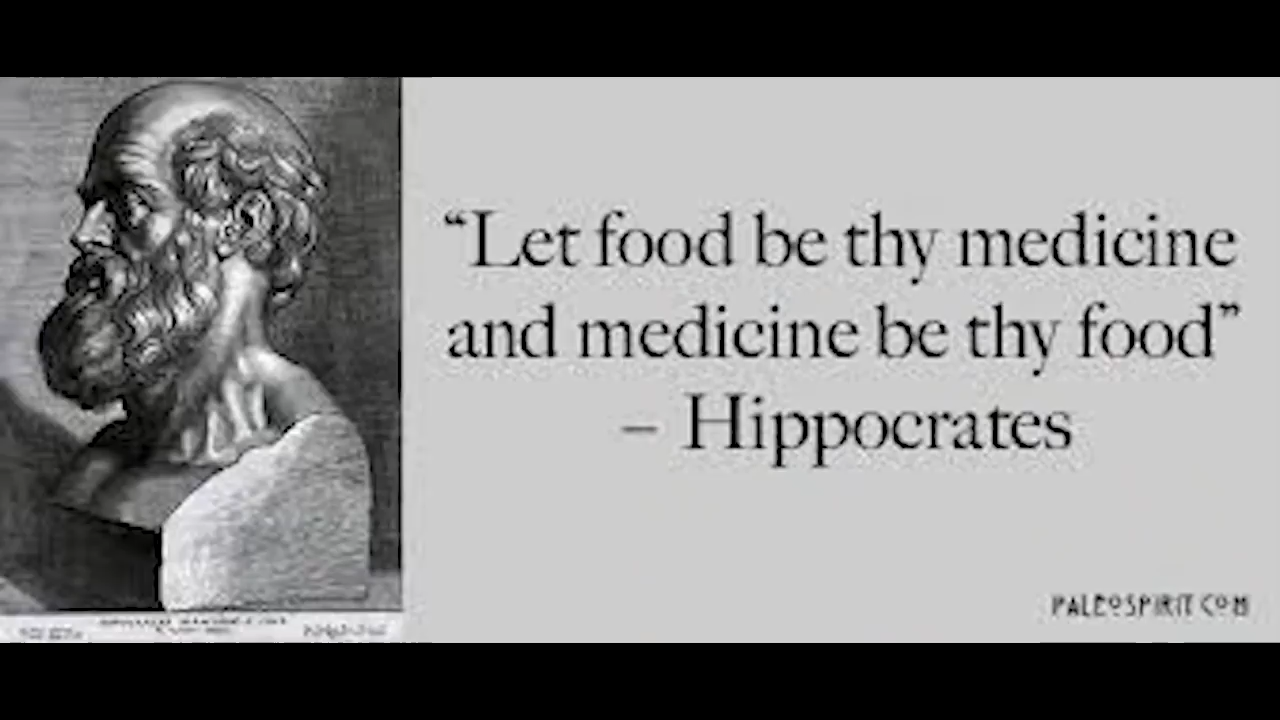 “Let food be thy medicine
and medicine be thy food”
– Hippocrates
PALEOSPIRIT.COM